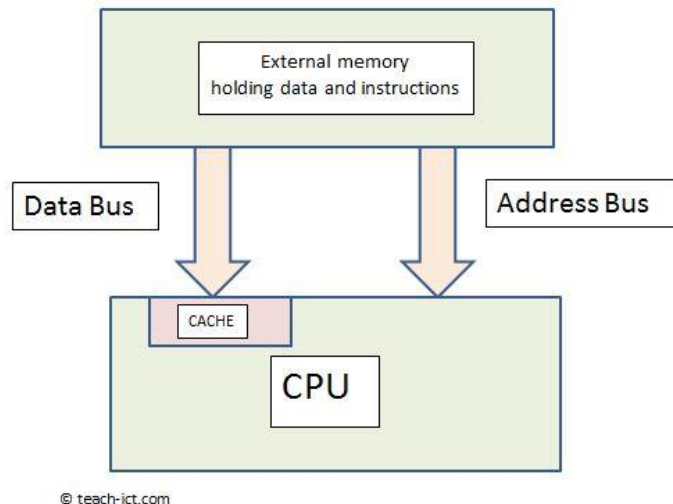 External memory
holding data and instructions
Data Bus
Address Bus
CACHE
CPU
© teach-ict.com